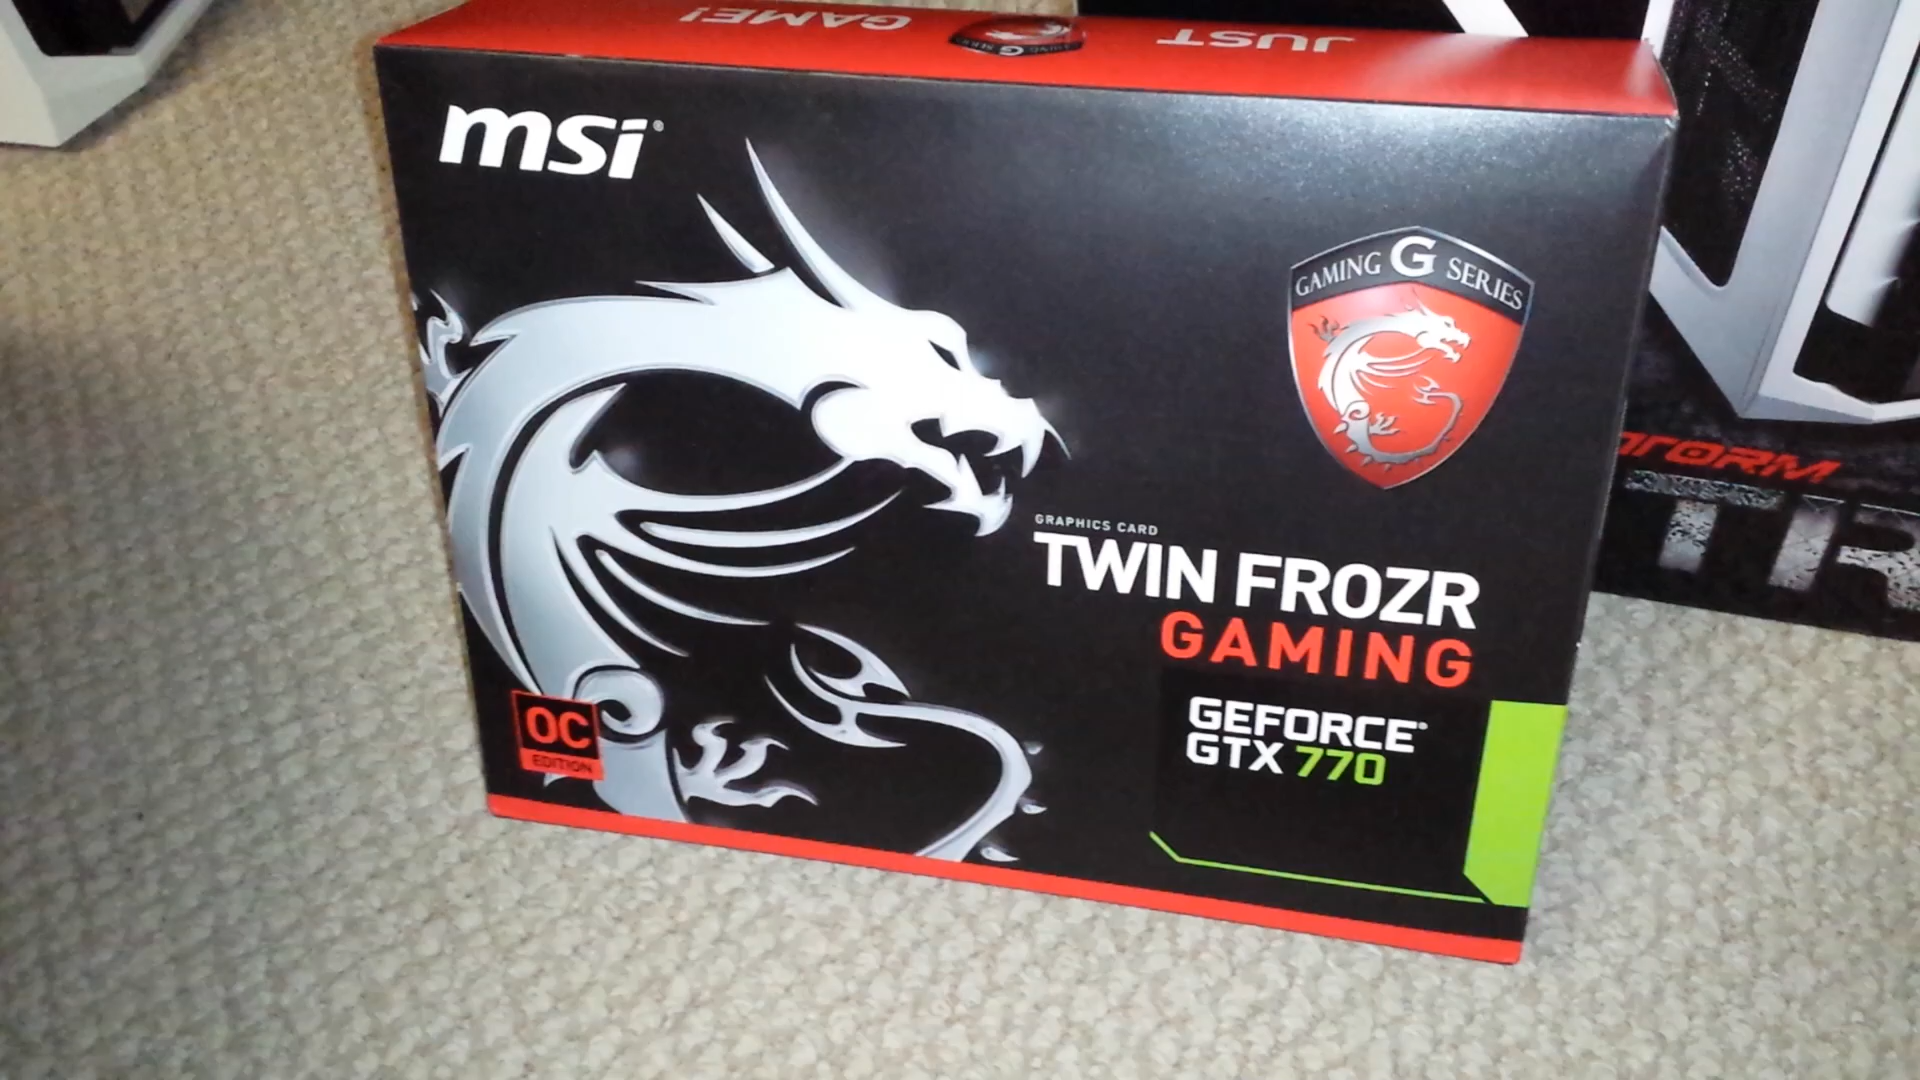 JUST GAME!
msi
GAMING G SERIES
GRAPHICS CARD
TWIN FROZR
GAMING
GEFORCE®
GTX 770
OC
EDITION